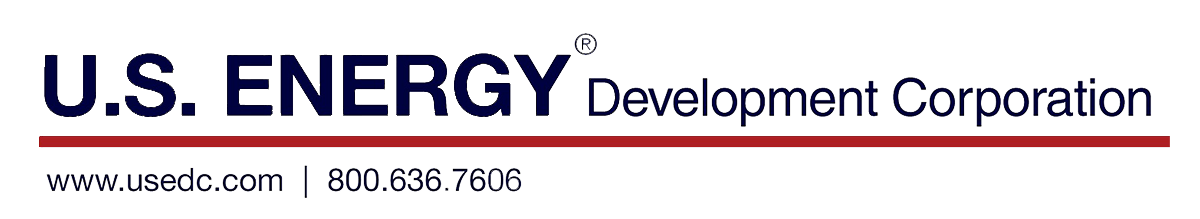 U.S. ENERGY® Development Corporation
www.usedc.com | 800.636.7606